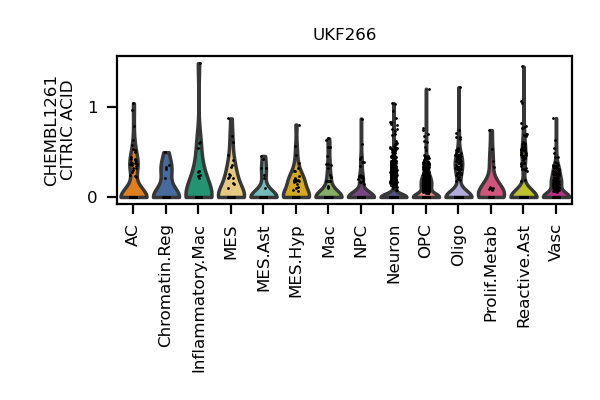 UKF266
CHEMBL1261
CITRIC ACID
1
0
AC
Chromatin.Reg
Inflammatory.Mac
MES
MES.Ast
MES.Hyp
Mac
NPC
Neuron
OPC
Oligo
Prolif.Metab
Reactive.Ast
Vasc